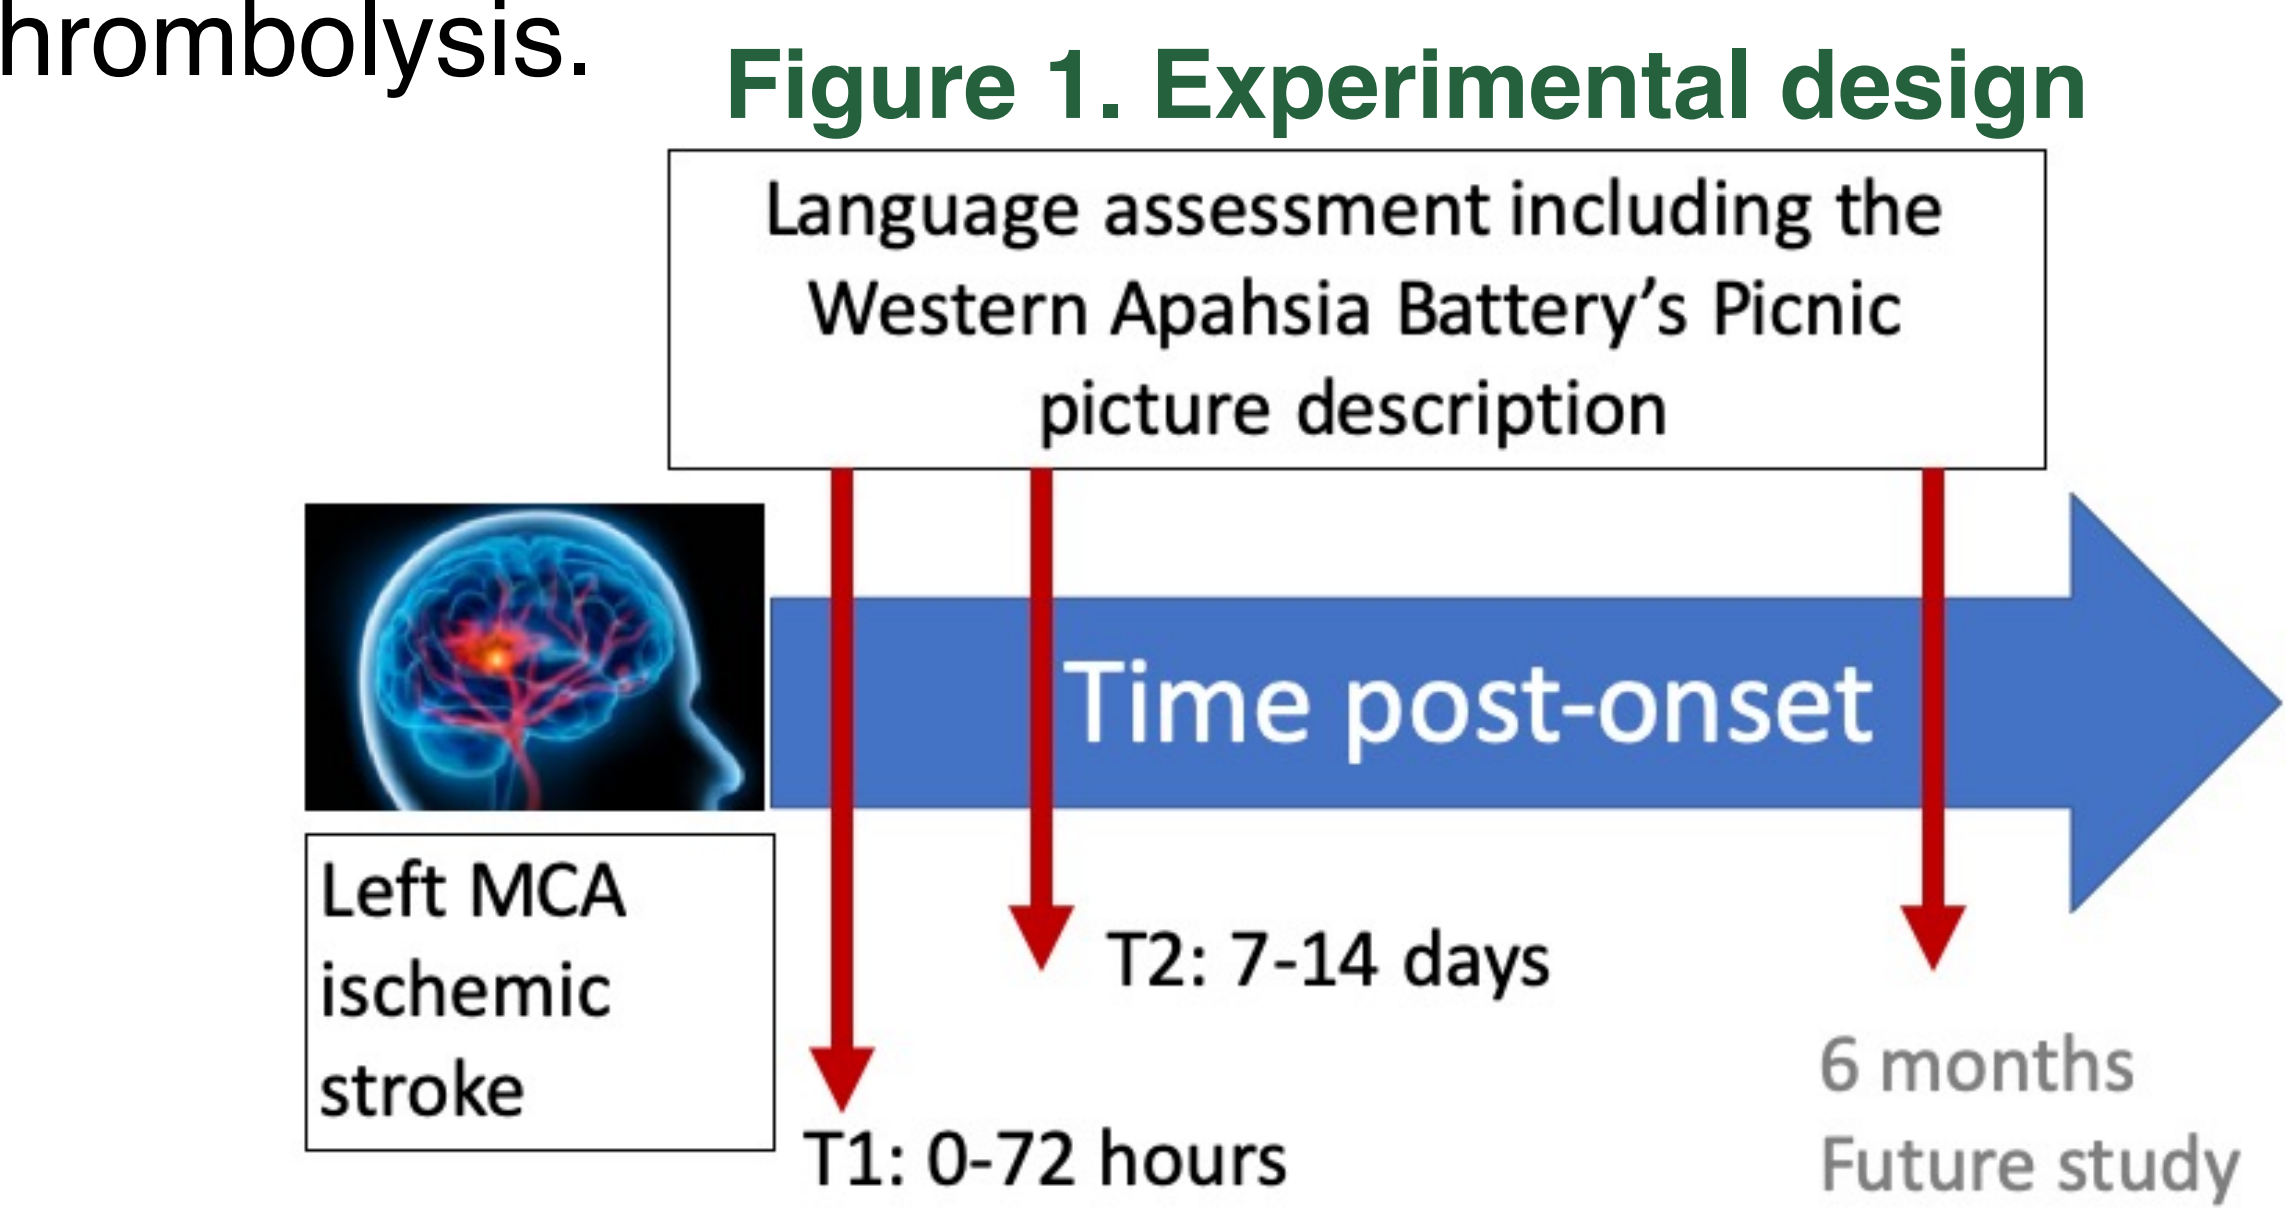 hrombolysis.
Figure 1. Experimental design
Language assessment including the
Western Apahsia Battery’s Picnic
picture description
Time post-onset
Left MCA
ischemic
stroke
T2: 7-14 days
T1: 0-72 hours
6 months
Future study